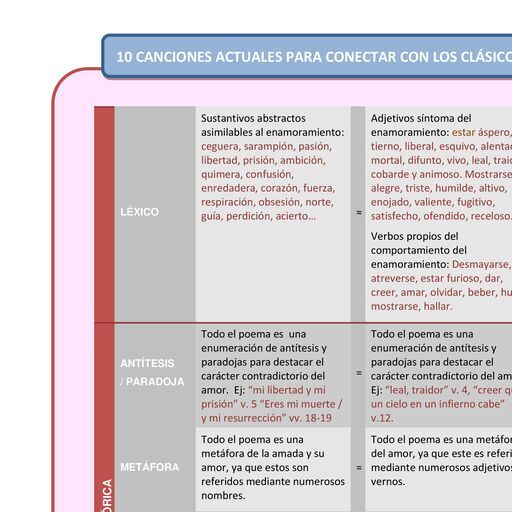 10 CANCIONES ACTUALES PARA CONECTAR CON LOS CLÁSICO
LÉXICO
Sustantivos abstractos
asimilables al enamoramiento:
ceguera, sarampión, pasión,
libertad, prisión, ambición,
quimera, confusión,
enredadera, corazón, fuerza,
respiración, obsesión, norte,
guía, perdición, acierto…
=
Adjetivos síntoma del
enamoramiento: estar áspero,
tierno, liberal, esquivo, alenta
mortal, difunto, vivo, leal, traid
cobarde y animoso. Mostrarse
alegre, triste, humilde, altivo,
enojado, valiente, fugitivo,
satisfecho, ofendido, receloso.
Verbos propios del
comportamiento del
enamoramiento: Desmayarse,
atreverse, estar furioso, dar,
creer, amar, olvidar, beber, hu
mostrarse, hallar.
ANTÍTESIS
/ PARADOJA
Todo el poema es una
enumeración de antítesis y
paradojas para destacar el
carácter contradictorio del
amor. Ej: “mi libertad y mi
prisión” v. 5 “Eres mi muerte /
y mi resurrección” vv. 18-19
=
Todo el poema es una
enumeración de antítesis y
paradojas para destacar el
carácter contradictorio del am
Ej: “leal, traidor” v. 4, “creer q
un cielo en un infierno cabe”
v.12.
ÓRICA
METÁFORA
Todo el poema es una
metáfora de la amada y su
amor, ya que estos son
referidos mediante numerosos
nombres.
=
Todo el poema es una metáfor
del amor, ya que este es referi
mediante numerosos adjetivos
vernos.